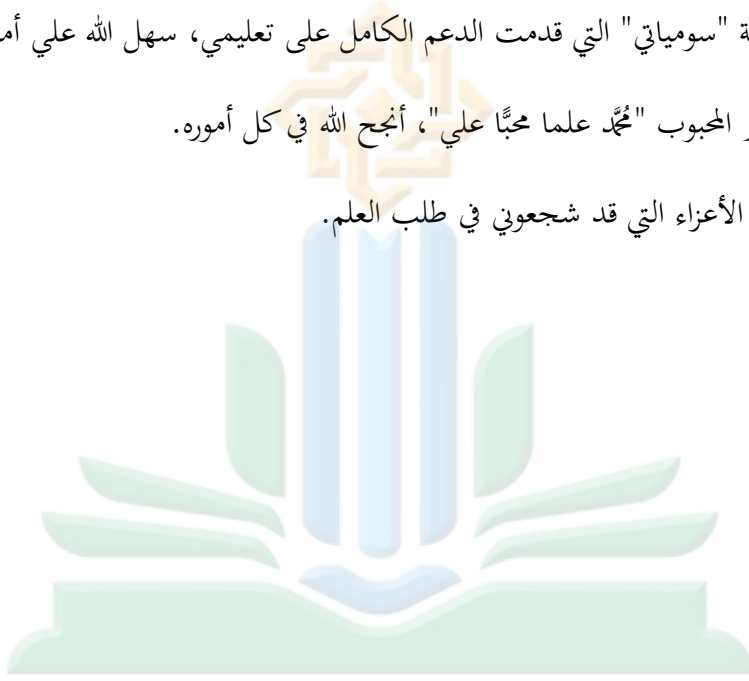 "سومياتي" التي قدمت الدعم الكامل على تعليمي، سهل الله علي
المحبوب "مُحَّد علما محبًّا علي"، أنجح الله في كل أموره.
الأعزاء التي قد شجعوني في طلب العلم.